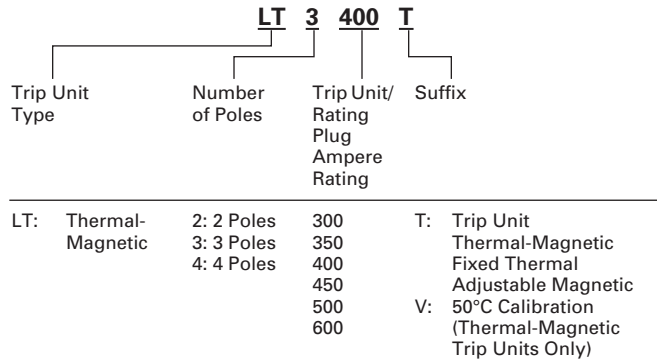 LT 3 400 T
Trip Unit Type
Number of Poles
Trip Unit/ Rating Plug Ampere Rating
Suffix
LT: Thermal-Magnetic
2: 2 Poles
3: 3 Poles
4: 4 Poles
300
350
400
450
500
600
T: Trip Unit
Thermal-Magnetic
Fixed Thermal
Adjustable Magnetic
V: 50°C Calibration
(Thermal-Magnetic
Trip Units Only)